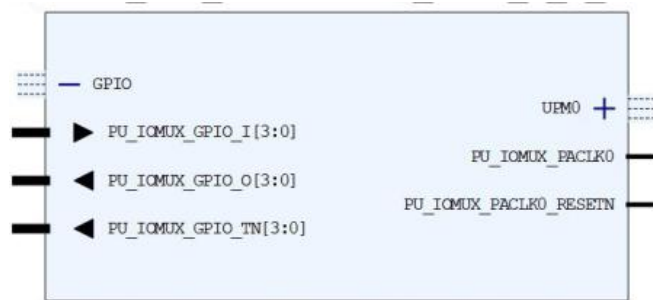 GPIO
PU_IOMUX_GPIO_I[3:0]
PU_IOMUX_GPIO_O[3:0]
PU_IOMUX_GPIO_TN[3:0]
UPM0
PU_IOMUX_PACLK0
PU_IOMUX_PACLK0_RESETN